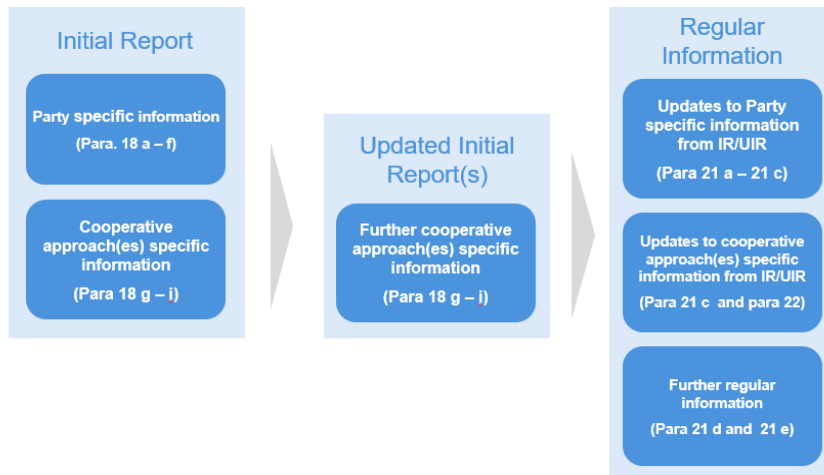 Initial Report
Party specific information
(Para. 18 a – f)
Cooperative
approach(es) specific
information
(Para 18 g – i)
Updated Initial
Report(s)
Further cooperative
approach(es) specific
information
(Para 18 g – i)
Regular
Information
Updates to Party
specific information
from IR/UIR
(Para 21 a – 21 c)
Updates to cooperative
approach(es) specific
information from IR/UIR
(Para 21 c and para 22)
Further regular
information
(Para 21 d and 21 e)